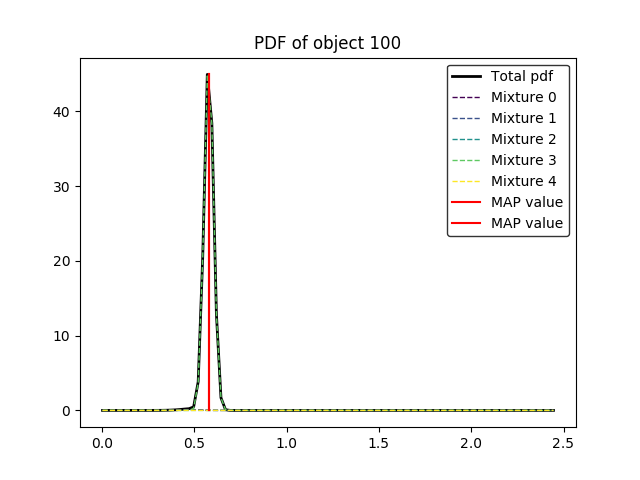 PDF of object 100
Total pdf
Mixture 0
Mixture 1
Mixture 2
Mixture 3
Mixture 4
MAP value
MAP value
40
30
20
10
0
0.0 0.5 1.0 1.5 2.0 2.5